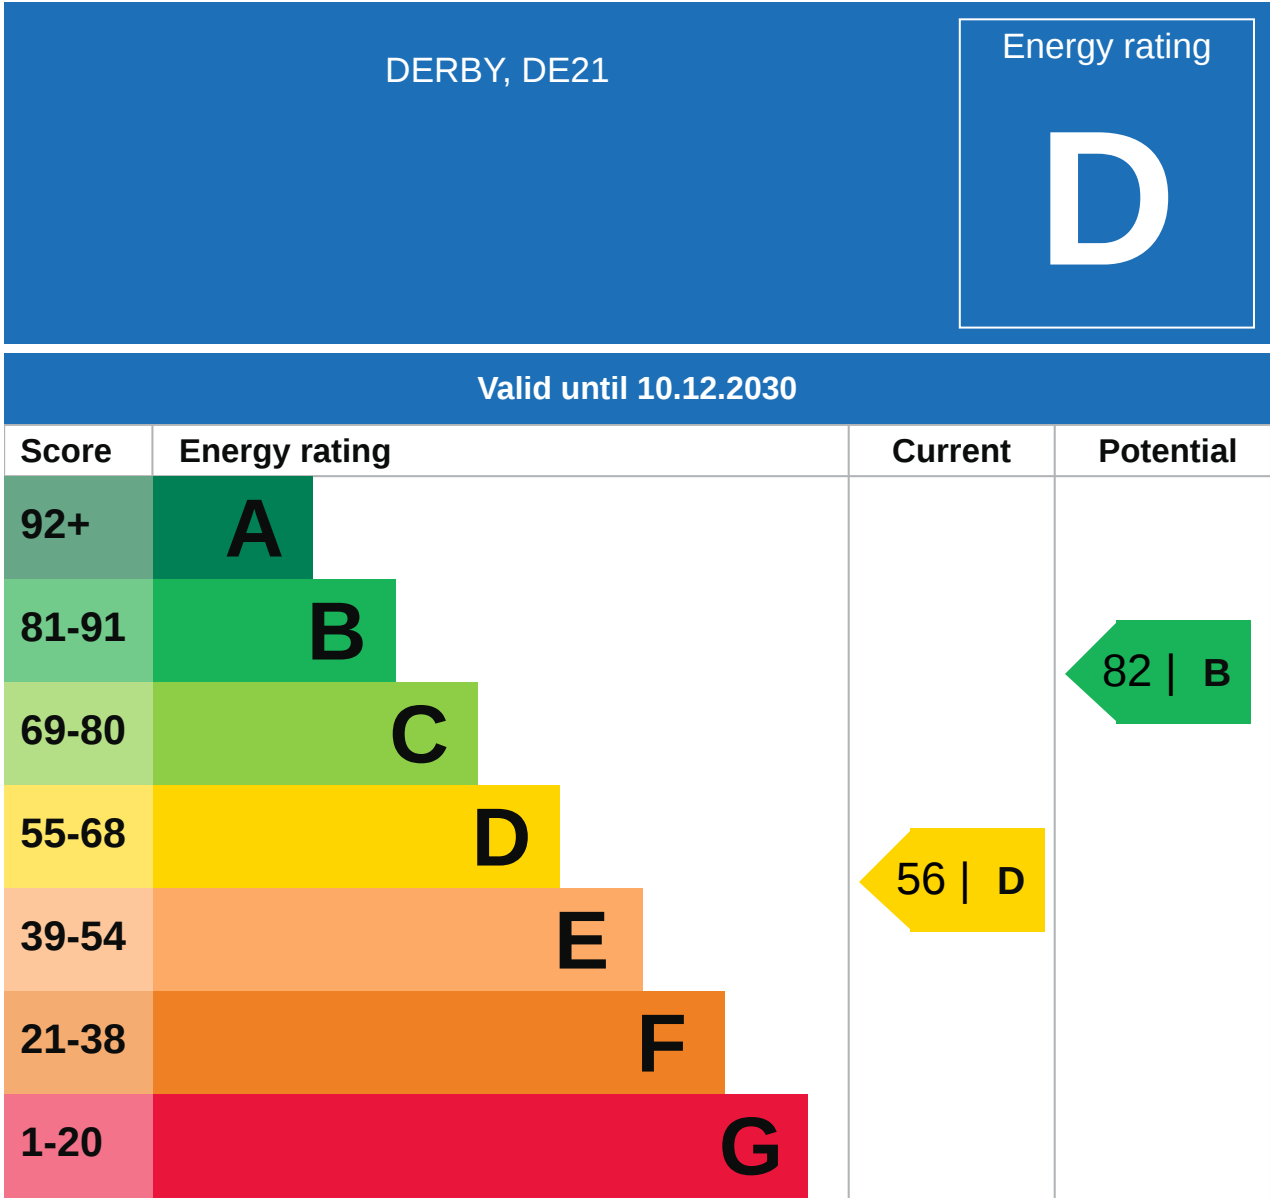 DERBY, DE21
Energy rating
D
Valid until 10.12.2030
Score Energy rating Current Potential
92+ A
81-91 B
82 | B
69-80 C
55-68 D
56 | D
39-54 E
21-38 F
1-20 G